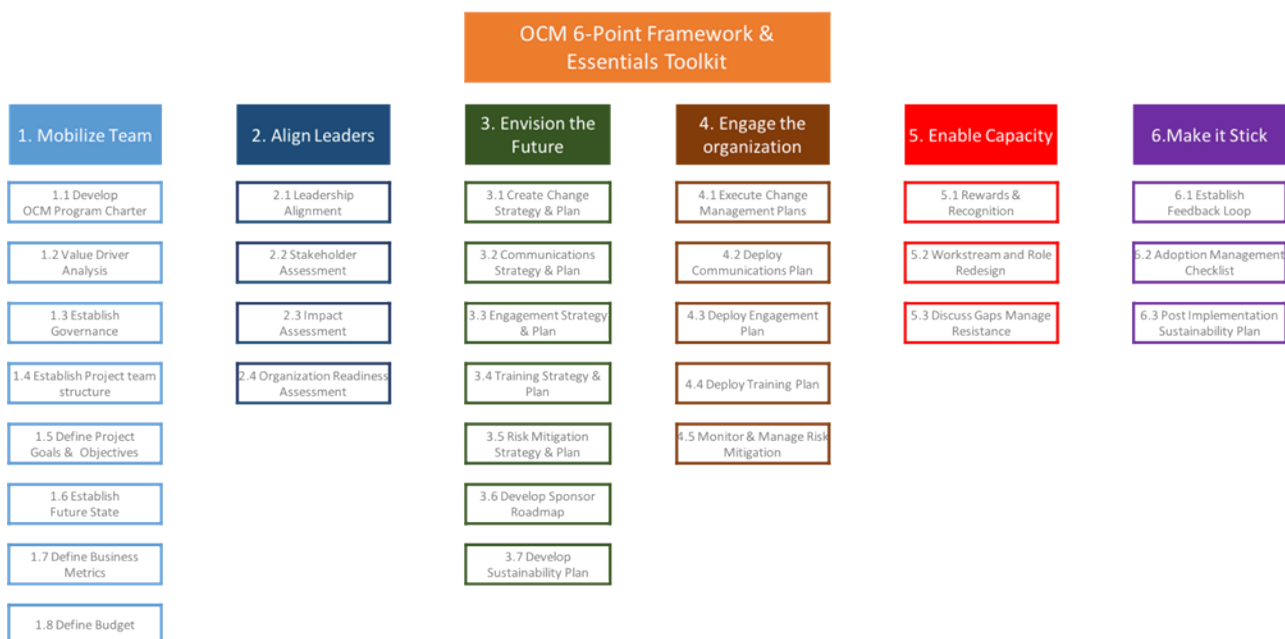 OCM 6-Point Framework &
Essentials Toolkit
1. Mobilize Team
1.1 Develop
OCM Program Charter
1.2 Value Driver
Analysis
1.3 Establish
Governance
1.4 Establish Project team
structure
1.5 Define Project
Goals & Objectives
1.6 Establish
Future State
1.7 Define Business
Metrics
1.8 Define Budget
2. Align Leaders
2.1 Leadership
Alignment
2.2 Stakeholder
Assessment
2.3 Impact
Assessment
2.4 Organization Readiness
Assessment
3. Envision the
Future
3.1 Create Change
Strategy & Plan
3.2 Communications
Strategy & Plan
3.3 Engagement Strategy
& Plan
3.4 Training Strategy &
Plan
3.5 Risk Mitigation
Strategy & Plan
3.6 Develop Sponsor
Roadmap
3.7 Develop
Sustainability Plan
4. Engage the
organization
4.1 Execute Change
Management Plans
4.2 Deploy
Communications Plan
4.3 Deploy Engagement
Plan
4.4 Deploy Training Plan
4.5 Monitor & Manage Risk
Mitigation
5. Enable Capacity
5.1 Rewards &
Recognition
5.2 Workstream and Role
Redesign
5.3 Discuss Gaps Manage
Resistance
6.Make it Stick
6.1 Establish
Feedback Loop
6.2 Adoption Management
Checklist
6.3 Post Implementation
Sustainability Plan